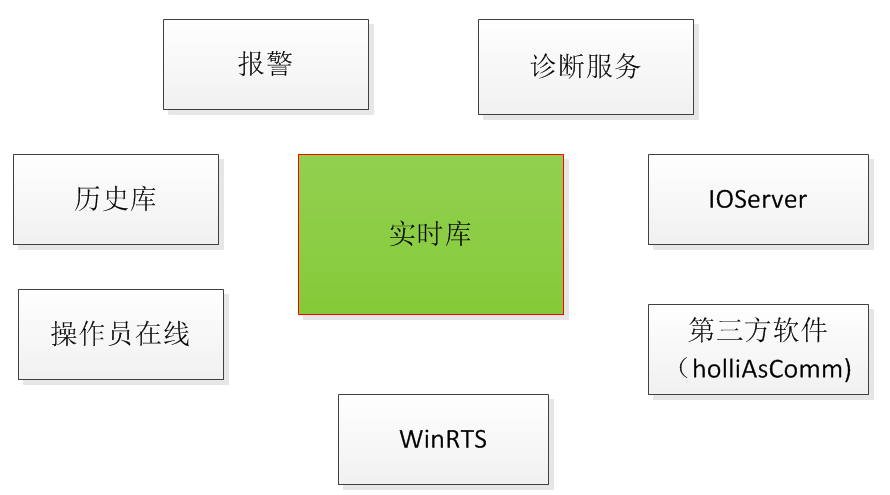 报警
诊断服务
历史库
实时库
IOServer
操作员在线
第三方软件
（holliAsComm)
WinRTS